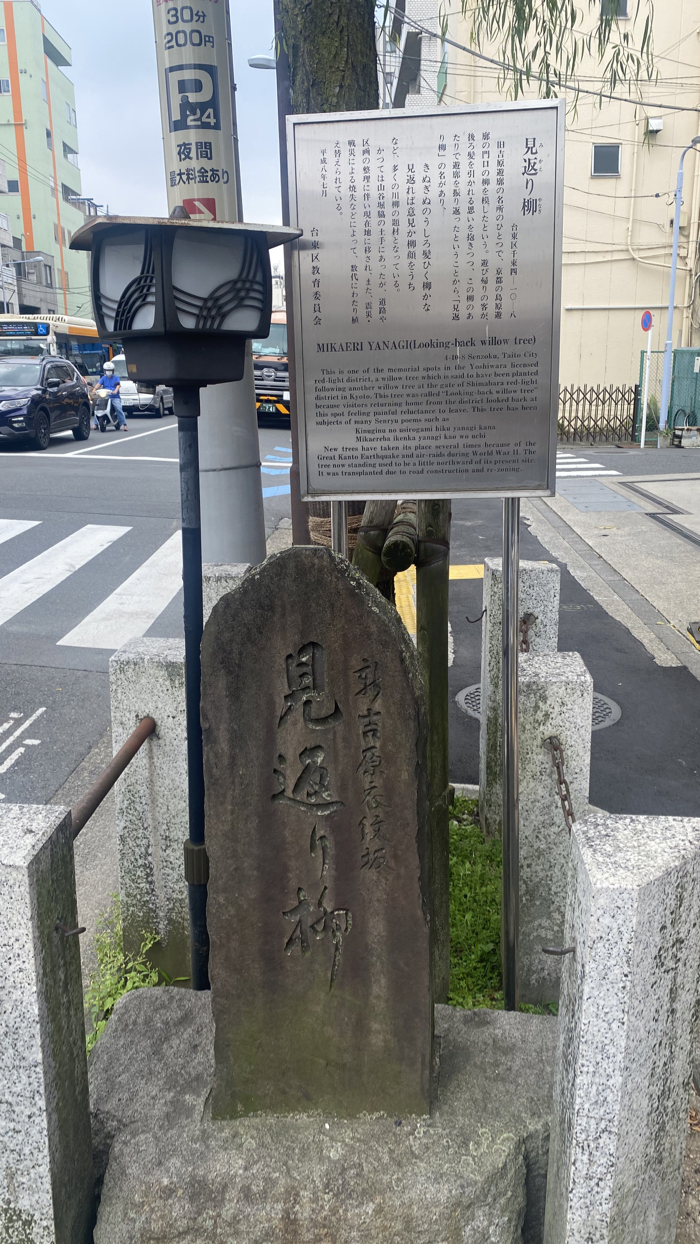 30分
200円
P
24
夜間
最大料金あり
見返り柳
みかえ
やなぎ
台東区千束四－一〇－八
旧吉原遊廓の名所のひとつで、京都の島原遊
廓の門口の柳を模したという。遊び帰りの客が、
後ろ髪を引かれる思いを抱きつつ、この柳のあ
たりで遊廓を振り返ったということから、「見返
り柳」の名があり、
きぬぎぬのうしろ髪ひく柳かな
見返れば意見か柳顔をうち
など、多くの川柳の題材となっている。
かつては山谷堀脇の土手にあったが、道路や
区画の整理に伴い現在地に移され、また、震災・
戦災による焼失などによって、数代にわたり植
え替えられている。
平成八年七月
台東区教育委員会
MIKAERI YANAGI(Looking-back willow tree)
4-10-8 Senzoku, Taito City
This is one of the memorial spots in the Yoshiwara licensed
red-light district, a willow tree which is said to have been planted
following another willow tree at the gate of Shimabara red-light
district in Kyoto. This tree was called "Looking-back willow tree"
because visitors returning home from the district looked back at
this spot feeling painful reluctance to leave. This tree has been
subjects of many Senryu poems such as
Kinuginu no usirogami hiku yanagi kana
Mikaerreba ikenka yanagi kao wo uchi
New trees have taken its place several times because of the
Great Kanto Earthquake and air-raids during World War II. The
tree now standing used to be a little northward of its present site.
It was transplanted due to road construction and re-zoning.
新吉原衣紋坂
見返り柳